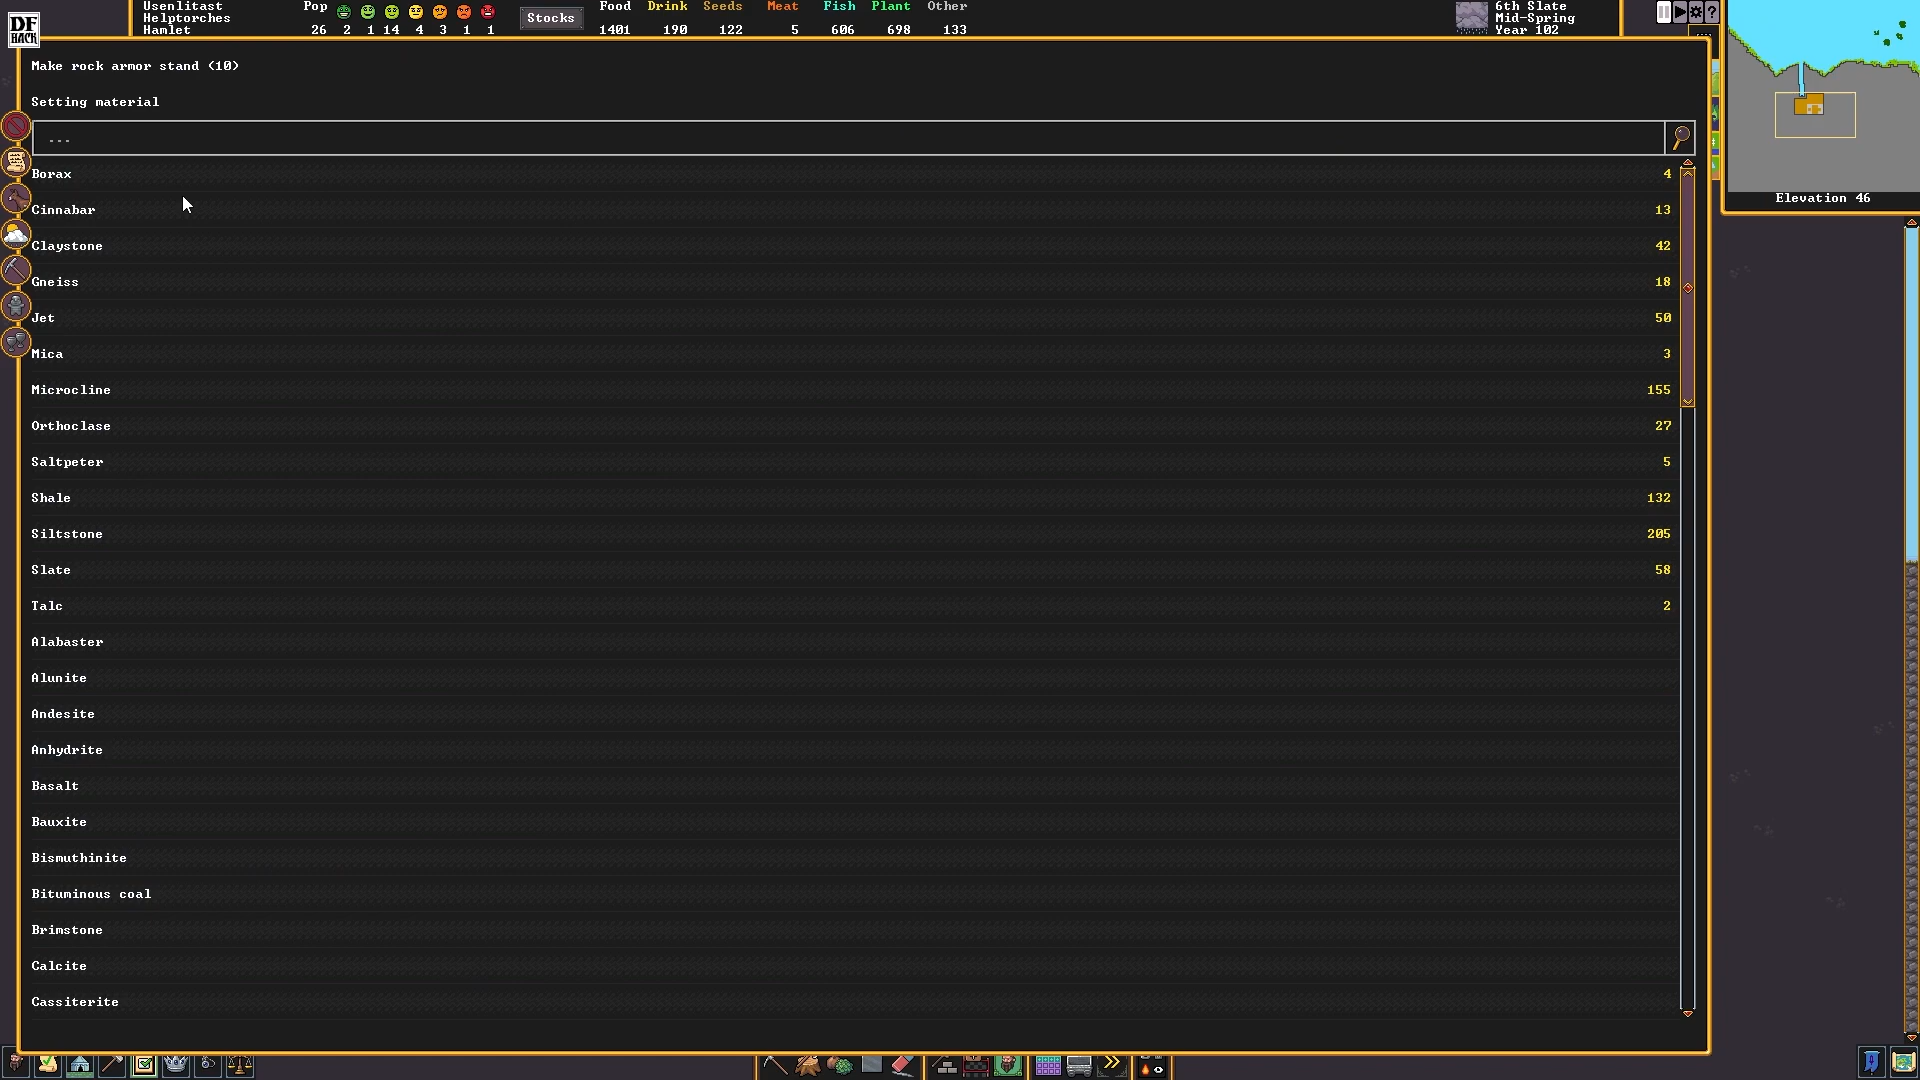 DF HACK
Usenlitast
Helptorches
Hamlet
Pop
26 2 1 14 4 3 1 1
Stocks
Food Drink Seeds Meat Fish Plant Other
1401 190 122 5 606 698 133
6th Slate
Mid-Spring
Year 102
?
Elevation 46
Make rock armor stand (10)
Setting material
...
Borax 4
Cinnabar 13
Claystone 42
Gneiss 18
Jet 50
Mica 3
Microcline 155
Orthoclase 27
Saltpeter 5
Shale 132
Siltstone 205
Slate 58
Talc 2
Alabaster
Alunite
Andesite
Anhydrite
Basalt
Bauxite
Bismuthinite
Bituminous coal
Brimstone
Calcite
Cassiterite